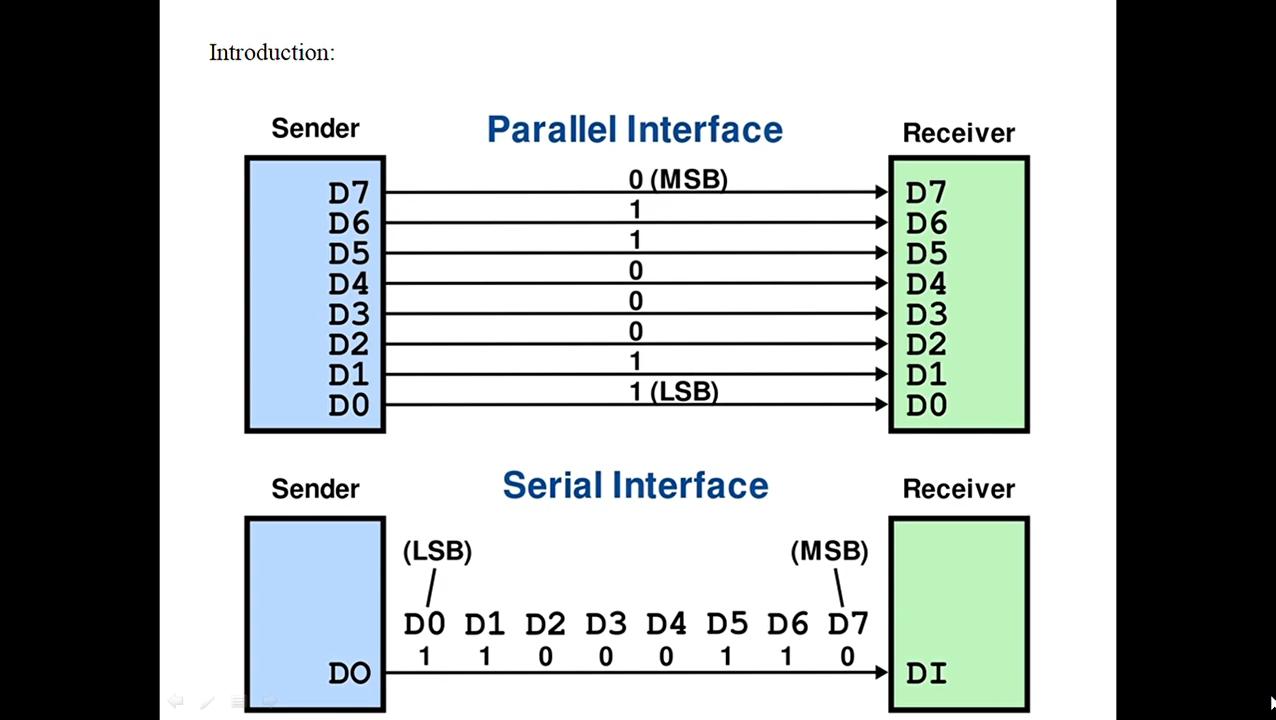 Introduction:
Sender Parallel Interface Receiver
D7 0 (MSB) D7
D6 1 D6
D5 1 D5
D4 0 D4
D3 0 D3
D2 0 D2
D1 1 D1
D0 1 (LSB) D0
Sender Serial Interface Receiver
(LSB) (MSB)
D0 D1 D2 D3 D4 D5 D6 D7
1 1 0 0 0 1 1 0
DO DI